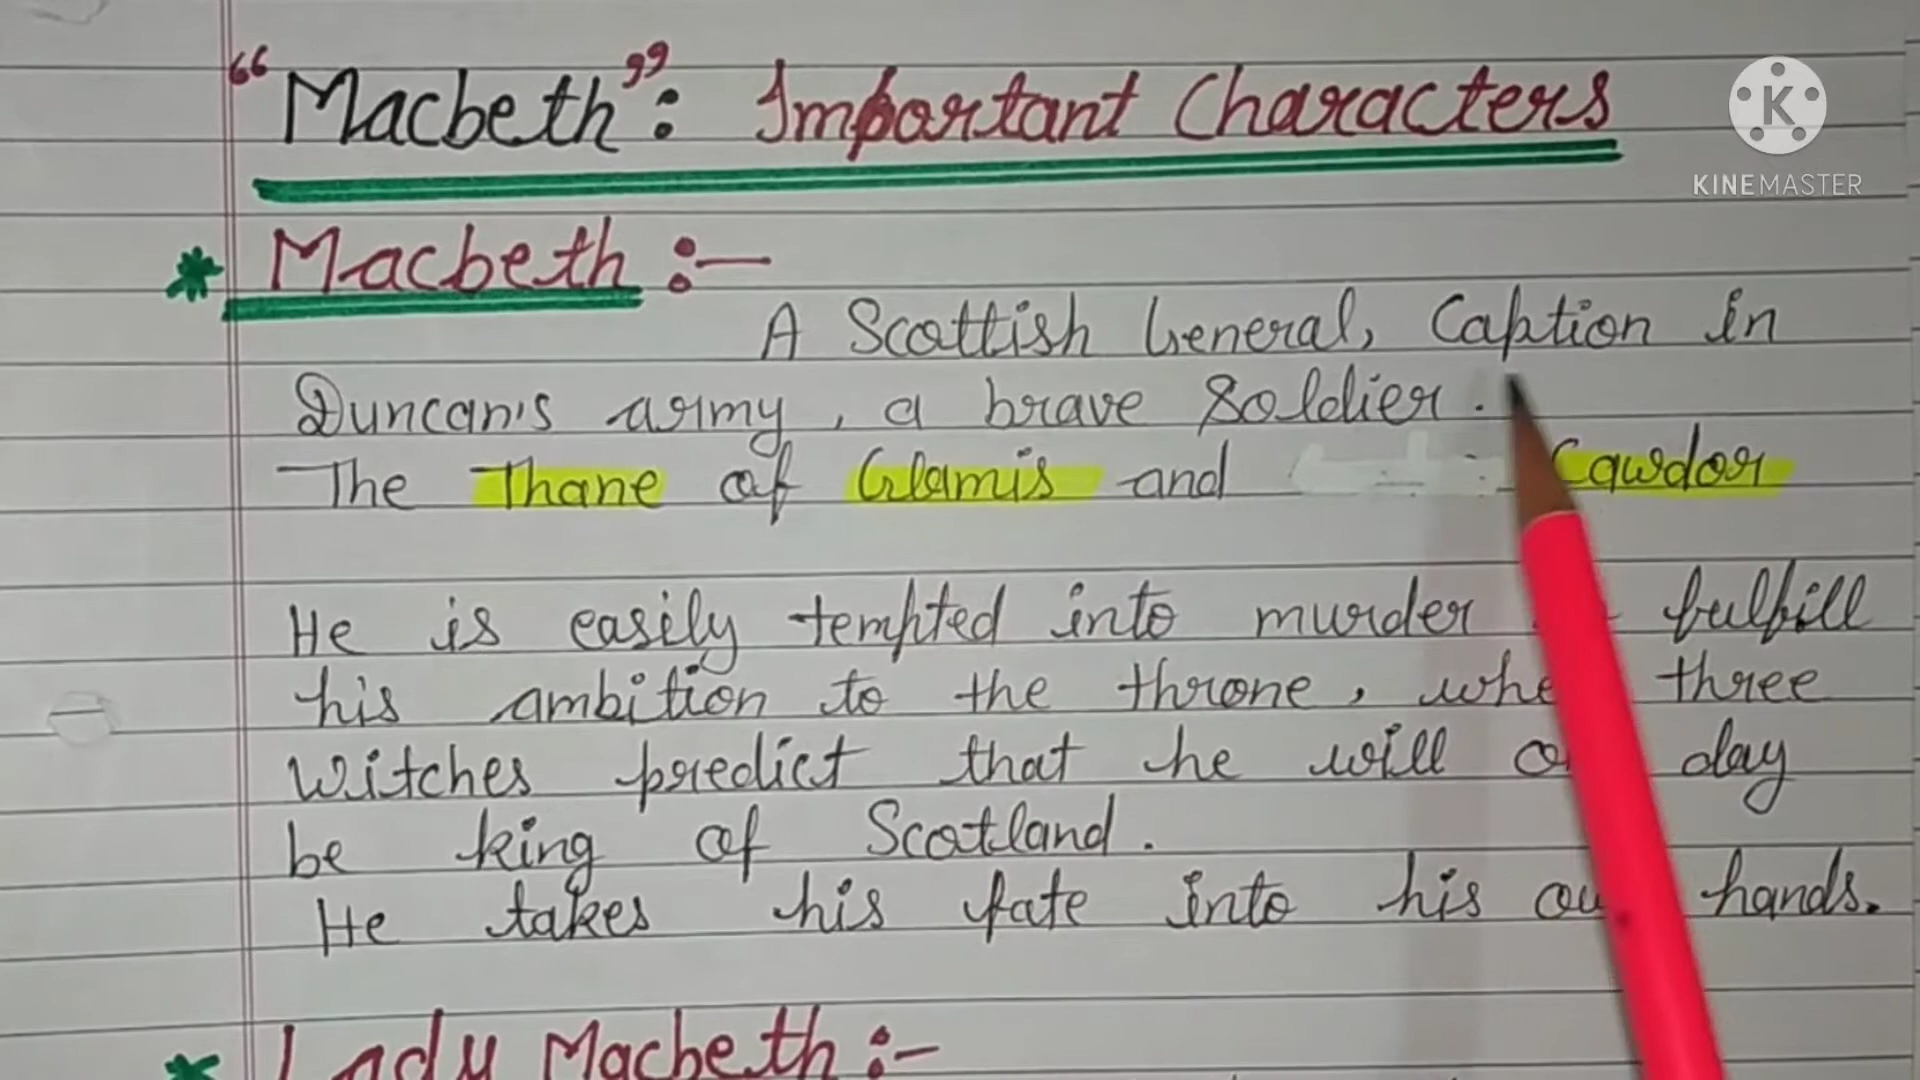 "Macbeth": Important Characters
KINEMASTER
* Macbeth :-
A Scottish General, Caption in
Duncan's army, a brave Soldier.
The Thane of Glamis and Cawdor
He is easily tempted into murder fulfill
his ambition to the throne, three
witches predict that he will day
be king of Scotland.
He takes his fate into his hands.
* Lady Macbeth :-